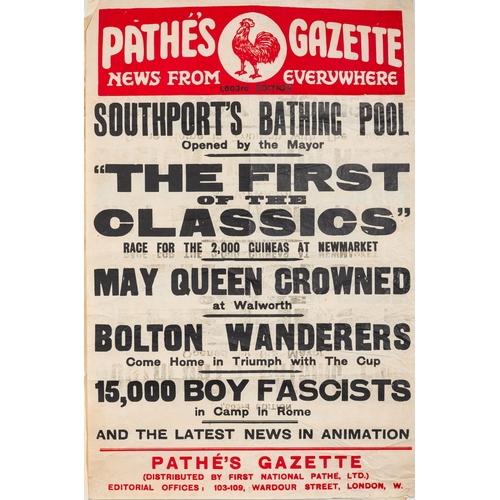 PATHÉ'S GAZETTE
NEWS FROM EVERYWHERE
1,503rd EDITION
SOUTHPORT'S BATHING POOL
Opened by the Mayor
"THE FIRST
OF THE
CLASSICS"
RACE FOR THE 2,000 GUINEAS AT NEWMARKET
MAY QUEEN CROWNED
at Walworth
BOLTON WANDERERS
Come Home in Triumph with The Cup
15,000 BOY FASCISTS
in Camp in Rome
AND THE LATEST NEWS IN ANIMATION
PATHÉ'S GAZETTE
(DISTRIBUTED BY FIRST NATIONAL PATHE, LTD.)
EDITORIAL OFFICES: 103-109, WARDOUR STREET, LONDON, W.